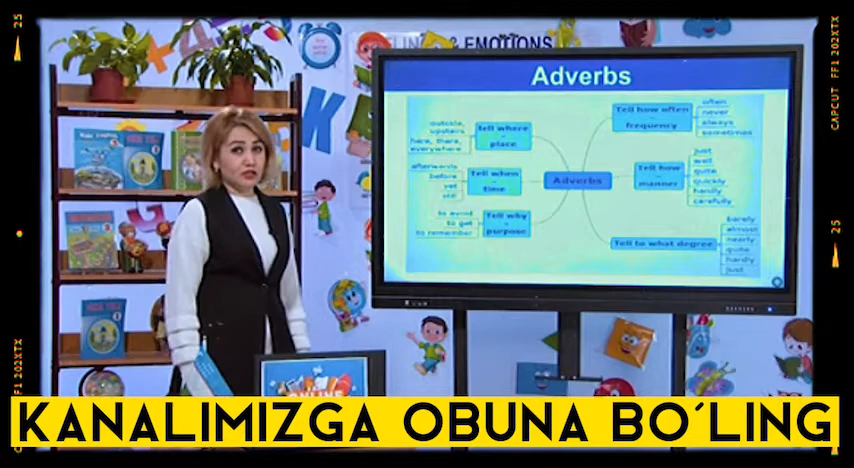 25
25
CAPCUT FF1 202XTX
& EMOTIONS
K
Adverbs
Tell where
-
place
outside,
upstairs
here, there,
everywhere
Tell when
-
time
afterwards
before
yet
still
Tell why
-
purpose
to avoid
to get
to remember
Adverbs
Tell how often
-
frequency
often
never
always
sometimes
Tell how
-
manner
just
well
quite
quickly
hardly
carefully
Tell to what degree
barely
almost
nearly
quite
hardly
just
ONLINE
FF1 202XTX
KANALIMIZGA OBUNA BO´LING